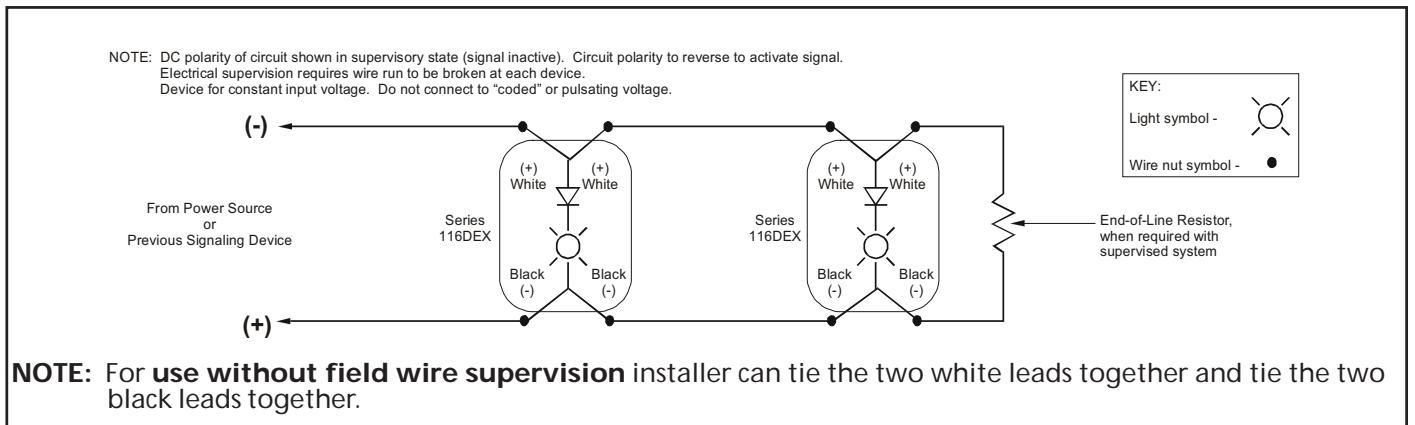 NOTE: DC polarity of circuit shown in supervisory state (signal inactive). Circuit polarity to reverse to activate signal.
Electrical supervision requires wire run to be broken at each device.
Device for constant input voltage. Do not connect to “coded” or pulsating voltage.
KEY:
Light symbol -
Wire nut symbol -
(-)
(+) (+)
White White
(+) (+)
White White
From Power Source
or
Previous Signaling Device
Series
116DEX
Series
116DEX
End-of-Line Resistor,
when required with
supervised system
Black Black
(-) (-)
Black Black
(-) (-)
(+)
NOTE: For use without field wire supervision installer can tie the two white leads together and tie the two
black leads together.